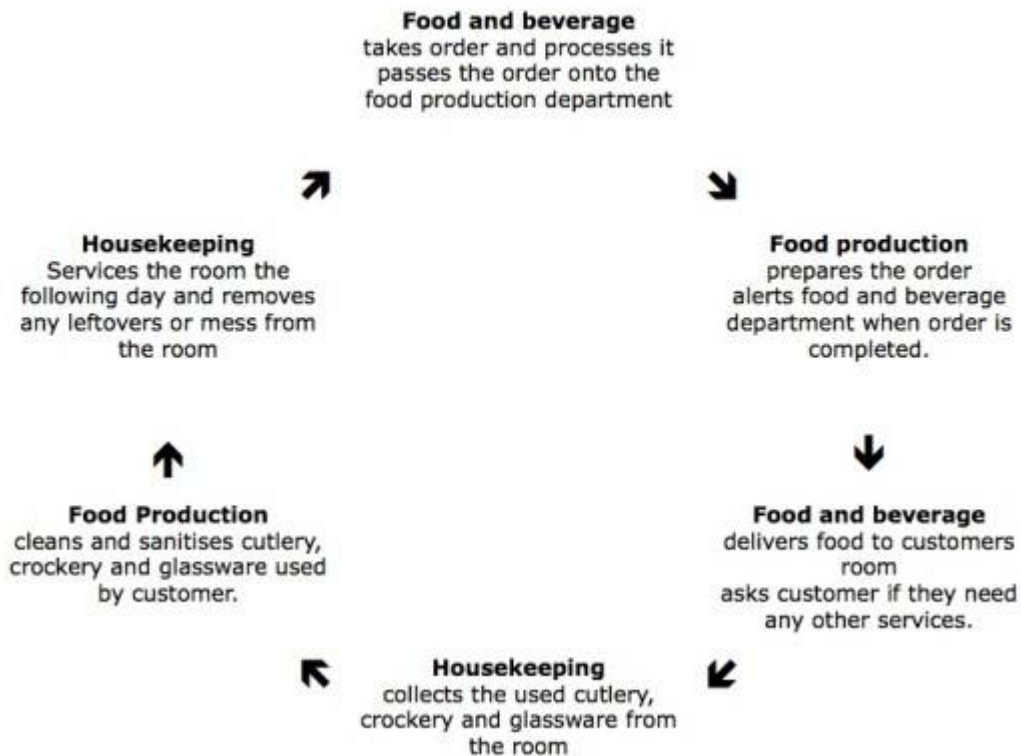 Food and beverage
takes order and processes it
passes the order onto the
food production department
Food production
prepares the order
alerts food and beverage
department when order is
completed.
Food and beverage
delivers food to customers
room
asks customer if they need
any other services.
Housekeeping
collects the used cutlery,
crockery and glassware from
the room
Food Production
cleans and sanitises cutlery,
crockery and glassware used
by customer.
Housekeeping
Services the room the
following day and removes
any leftovers or mess from
the room